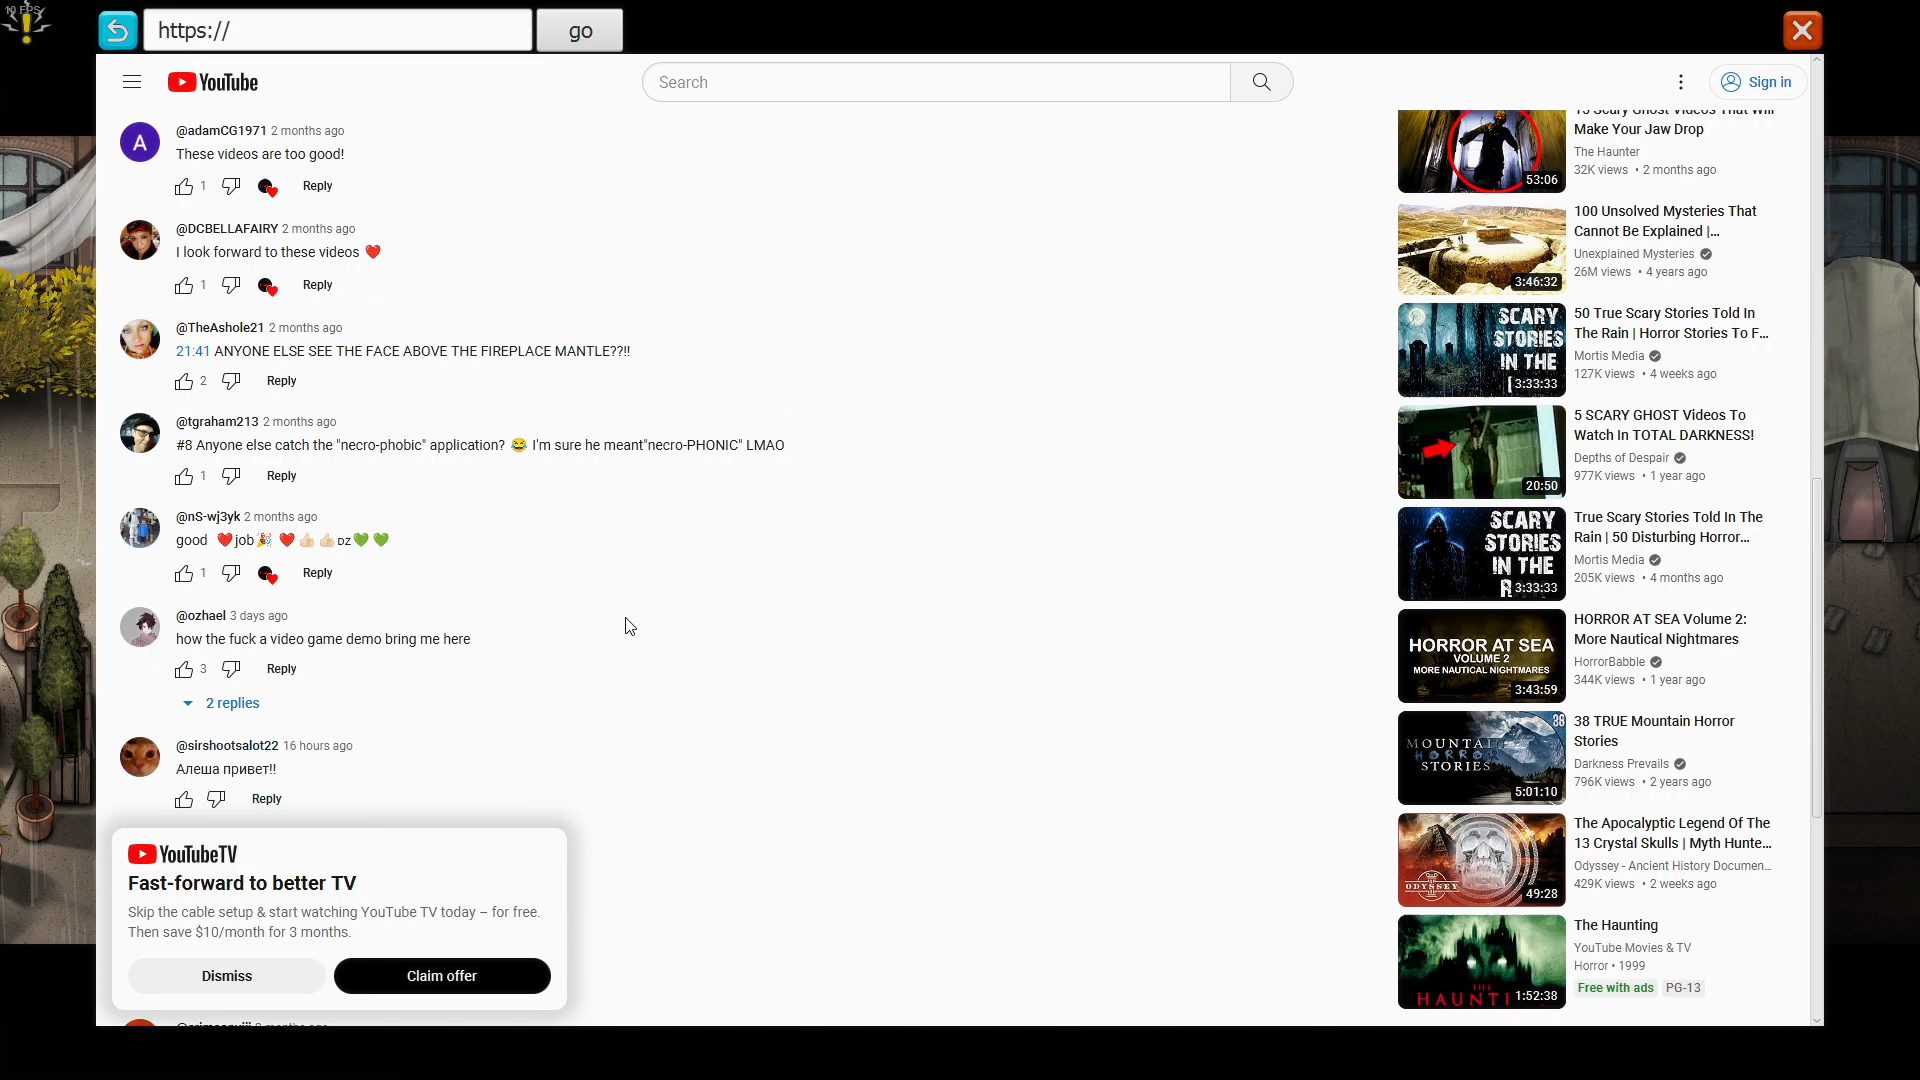 10 FPS
https://
go
YouTube
Search
Sign in
@adamCG1971 2 months ago
These videos are too good!
1
Reply
@DCBELLAFAIRY 2 months ago
I look forward to these videos ❤️
1
Reply
@TheAshole21 2 months ago
21:41 ANYONE ELSE SEE THE FACE ABOVE THE FIREPLACE MANTLE??!!
2
Reply
@tgraham213 2 months ago
#8 Anyone else catch the "necro-phobic" application? 😂 I'm sure he meant"necro-PHONIC" LMAO
1
Reply
@nS-wj3yk 2 months ago
good ❤️job🎉 ❤️👍🏻👍🏻ᴅᴢ💚💚
1
Reply
@ozhael 3 days ago
how the fuck a video game demo bring me here
3
Reply
2 replies
@sirshootsalot22 16 hours ago
Алеша привет!!
Reply
YouTubeTV
Fast-forward to better TV
Skip the cable setup & start watching YouTube TV today – for free.
Then save $10/month for 3 months.
Dismiss
Claim offer
53:06
13 Scary Ghost Videos That Will
Make Your Jaw Drop
The Haunter
32K views • 2 months ago
3:46:32
100 Unsolved Mysteries That
Cannot Be Explained |...
Unexplained Mysteries
26M views • 4 years ago
SCARY
STORIES
IN THE
3:33:33
50 True Scary Stories Told In
The Rain | Horror Stories To F...
Mortis Media
127K views • 4 weeks ago
20:50
5 SCARY GHOST Videos To
Watch In TOTAL DARKNESS!
Depths of Despair
977K views • 1 year ago
SCARY
STORIES
IN THE
R
3:33:33
True Scary Stories Told In The
Rain | 50 Disturbing Horror...
Mortis Media
205K views • 4 months ago
HORROR AT SEA
VOLUME 2
MORE NAUTICAL NIGHTMARES
3:43:59
HORROR AT SEA Volume 2:
More Nautical Nightmares
HorrorBabble
344K views • 1 year ago
38
MOUNTAIN
HORROR
STORIES
5:01:10
38 TRUE Mountain Horror
Stories
Darkness Prevails
796K views • 2 years ago
ODYSSEY
49:28
The Apocalyptic Legend Of The
13 Crystal Skulls | Myth Hunte...
Odyssey - Ancient History Documen...
429K views • 2 weeks ago
THE
HAUNTI
1:52:38
The Haunting
YouTube Movies & TV
Horror • 1999
Free with ads PG-13